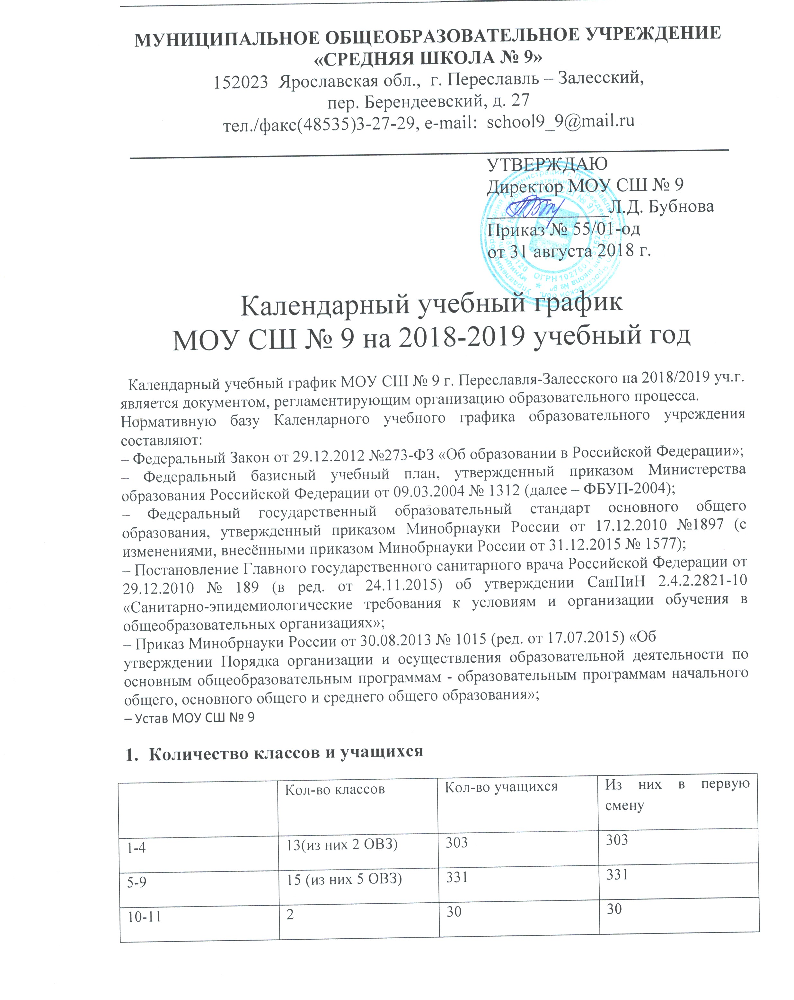 МУНИЦИПАЛЬНОЕ ОБЩЕОБРАЗОВАТЕЛЬНОЕ УЧРЕЖДЕНИЕ
«СРЕДНЯЯ ШКОЛА № 9»
152023 Ярославская обл., г. Переславль – Залесский,
пер. Берендеевский, д. 27
тел./факс(48535)3-27-29, e-mail: school9_9@mail.ru
УТВЕРЖДАЮ
Директор МОУ СШ № 9
_____________Л.Д. Бубнова
Приказ № 55/01-од
от 31 августа 2018 г.
Календарный учебный график
МОУ СШ № 9 на 2018-2019 учебный год
Календарный учебный график МОУ СШ № 9 г. Переславля-Залесского на 2018/2019 уч.г.
является документом, регламентирующим организацию образовательного процесса.
Нормативную базу Календарного учебного графика образовательного учреждения
составляют:
– Федеральный Закон от 29.12.2012 №273-ФЗ «Об образовании в Российской Федерации»;
– Федеральный базисный учебный план, утвержденный приказом Министерства
образования Российской Федерации от 09.03.2004 № 1312 (далее – ФБУП-2004);
– Федеральный государственный образовательный стандарт основного общего
образования, утвержденный приказом Минобрнауки России от 17.12.2010 №1897 (с
изменениями, внесёнными приказом Минобрнауки России от 31.12.2015 № 1577);
– Постановление Главного государственного санитарного врача Российской Федерации от
29.12.2010 № 189 (в ред. от 24.11.2015) об утверждении СанПиН 2.4.2.2821-10
«Санитарно-эпидемиологические требования к условиям и организации обучения в
общеобразовательных организациях»;
– Приказ Минобрнауки России от 30.08.2013 № 1015 (ред. от 17.07.2015) «Об
утверждении Порядка организации и осуществления образовательной деятельности по
основным общеобразовательным программам - образовательным программам начального
общего, основного общего и среднего общего образования»;
– Устав МОУ СШ № 9
1. Количество классов и учащихся
Кол-во классов Кол-во учащихся Из них в первую
смену
1-4 13(из них 2 ОВЗ) 303 303
5-9 15 (из них 5 ОВЗ) 331 331
10-11 2 30 30